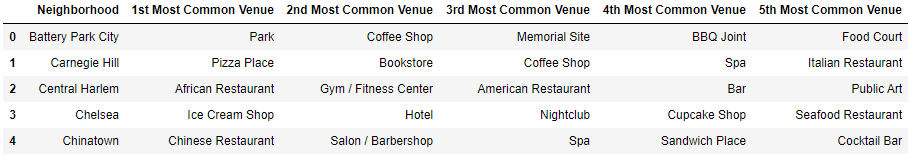 Neighborhood 1st Most Common Venue 2nd Most Common Venue 3rd Most Common Venue 4th Most Common Venue 5th Most Common Venue
0 Battery Park City Park Coffee Shop Memorial Site BBQ Joint Food Court
1 Carnegie Hill Pizza Place Bookstore Coffee Shop Spa Italian Restaurant
2 Central Harlem African Restaurant Gym / Fitness Center American Restaurant Bar Public Art
3 Chelsea Ice Cream Shop Hotel Nightclub Cupcake Shop Seafood Restaurant
4 Chinatown Chinese Restaurant Salon / Barbershop Spa Sandwich Place Cocktail Bar